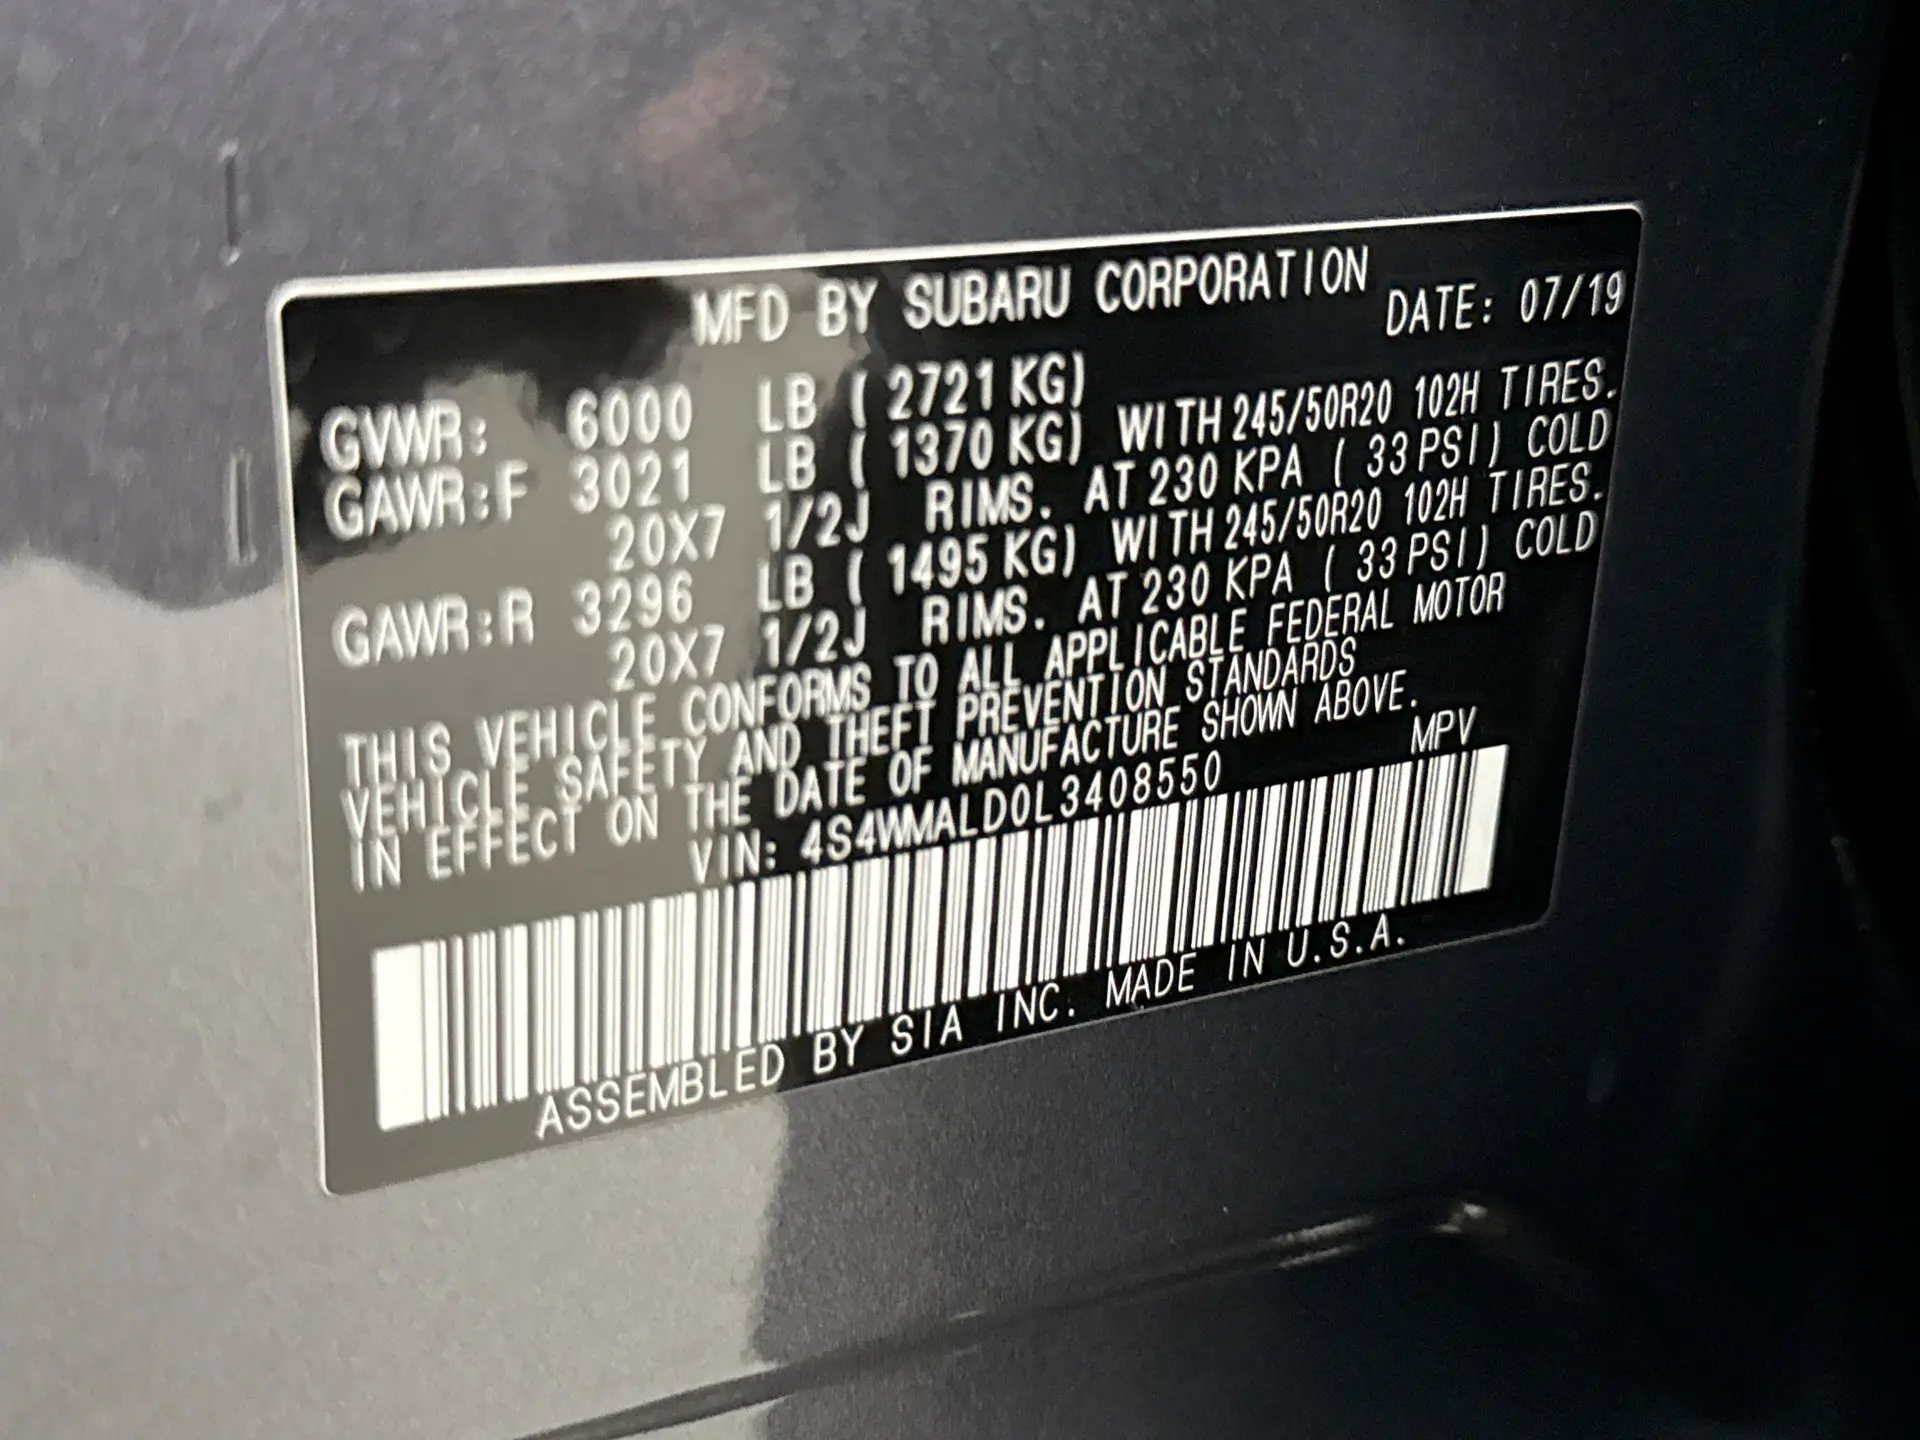 MFD BY SUBARU CORPORATION DATE: 07/19
GVWR: 6000 LB ( 2721 KG)
GAWR:F 3021 LB ( 1370 KG) WITH 245/50R20 102H TIRES.
20X7 1/2J RIMS. AT 230 KPA ( 33 PSI) COLD
GAWR:R 3296 LB ( 1495 KG) WITH 245/50R20 102H TIRES.
20X7 1/2J RIMS. AT 230 KPA ( 33 PSI) COLD
THIS VEHICLE CONFORMS TO ALL APPLICABLE FEDERAL MOTOR
VEHICLE SAFETY AND THEFT PREVENTION STANDARDS
IN EFFECT ON THE DATE OF MANUFACTURE SHOWN ABOVE.
VIN: 4S4WMALD0L3408550 MPV
ASSEMBLED BY SIA INC. MADE IN U.S.A.